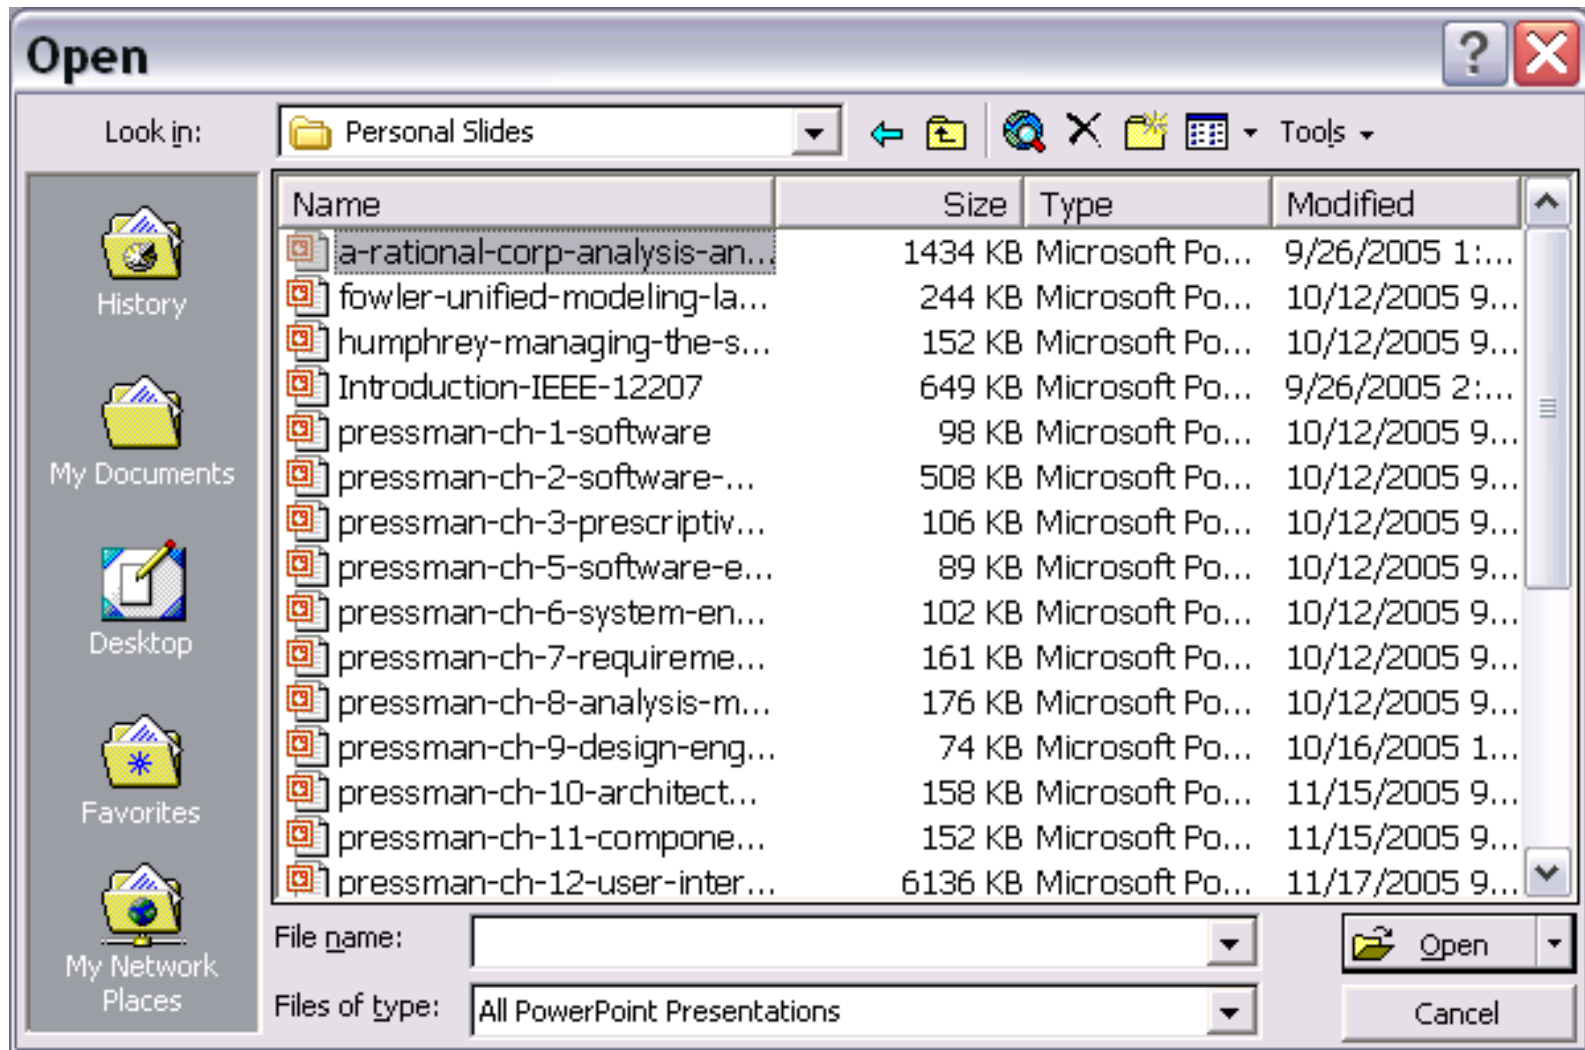 Open
Look in: Personal Slides Tools
Name Size Type Modified
a-rational-corp-analysis-an... 1434 KB Microsoft Po... 9/26/2005 1:...
fowler-unified-modeling-la... 244 KB Microsoft Po... 10/12/2005 9...
humphrey-managing-the-s... 152 KB Microsoft Po... 10/12/2005 9...
Introduction-IEEE-12207 649 KB Microsoft Po... 9/26/2005 2:...
pressman-ch-1-software 98 KB Microsoft Po... 10/12/2005 9...
pressman-ch-2-software-... 508 KB Microsoft Po... 10/12/2005 9...
pressman-ch-3-prescriptiv... 106 KB Microsoft Po... 10/12/2005 9...
pressman-ch-5-software-e... 89 KB Microsoft Po... 10/12/2005 9...
pressman-ch-6-system-en... 102 KB Microsoft Po... 10/12/2005 9...
pressman-ch-7-requireme... 161 KB Microsoft Po... 10/12/2005 9...
pressman-ch-8-analysis-m... 176 KB Microsoft Po... 10/12/2005 9...
pressman-ch-9-design-eng... 74 KB Microsoft Po... 10/16/2005 1...
pressman-ch-10-architect... 158 KB Microsoft Po... 11/15/2005 9...
pressman-ch-11-compone... 152 KB Microsoft Po... 11/15/2005 9...
pressman-ch-12-user-inter... 6136 KB Microsoft Po... 11/17/2005 9...
History
My Documents
Desktop
Favorites
My Network
Places
File name: Open
Files of type: All PowerPoint Presentations Cancel